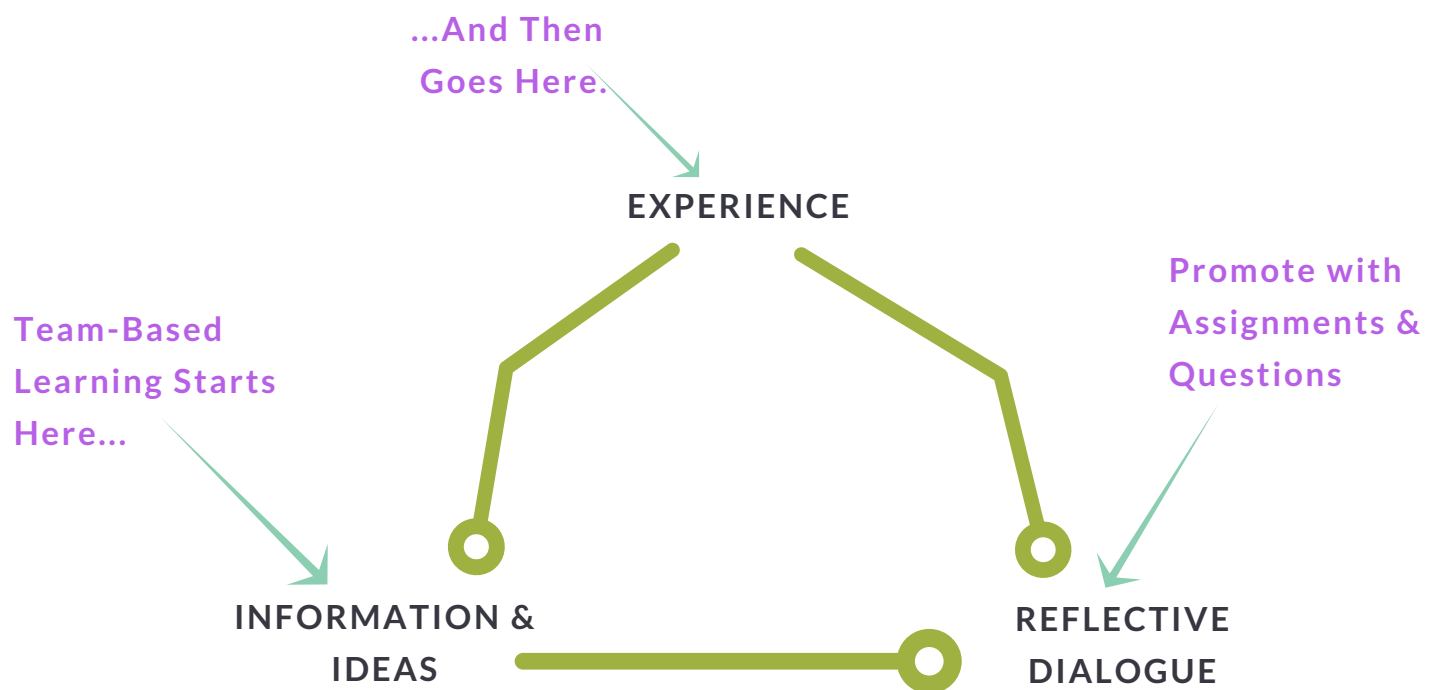 ...And Then
Goes Here.
EXPERIENCE
Promote with
Assignments &
Questions
Team-Based
Learning Starts
Here...
INFORMATION &
IDEAS
REFLECTIVE
DIALOGUE